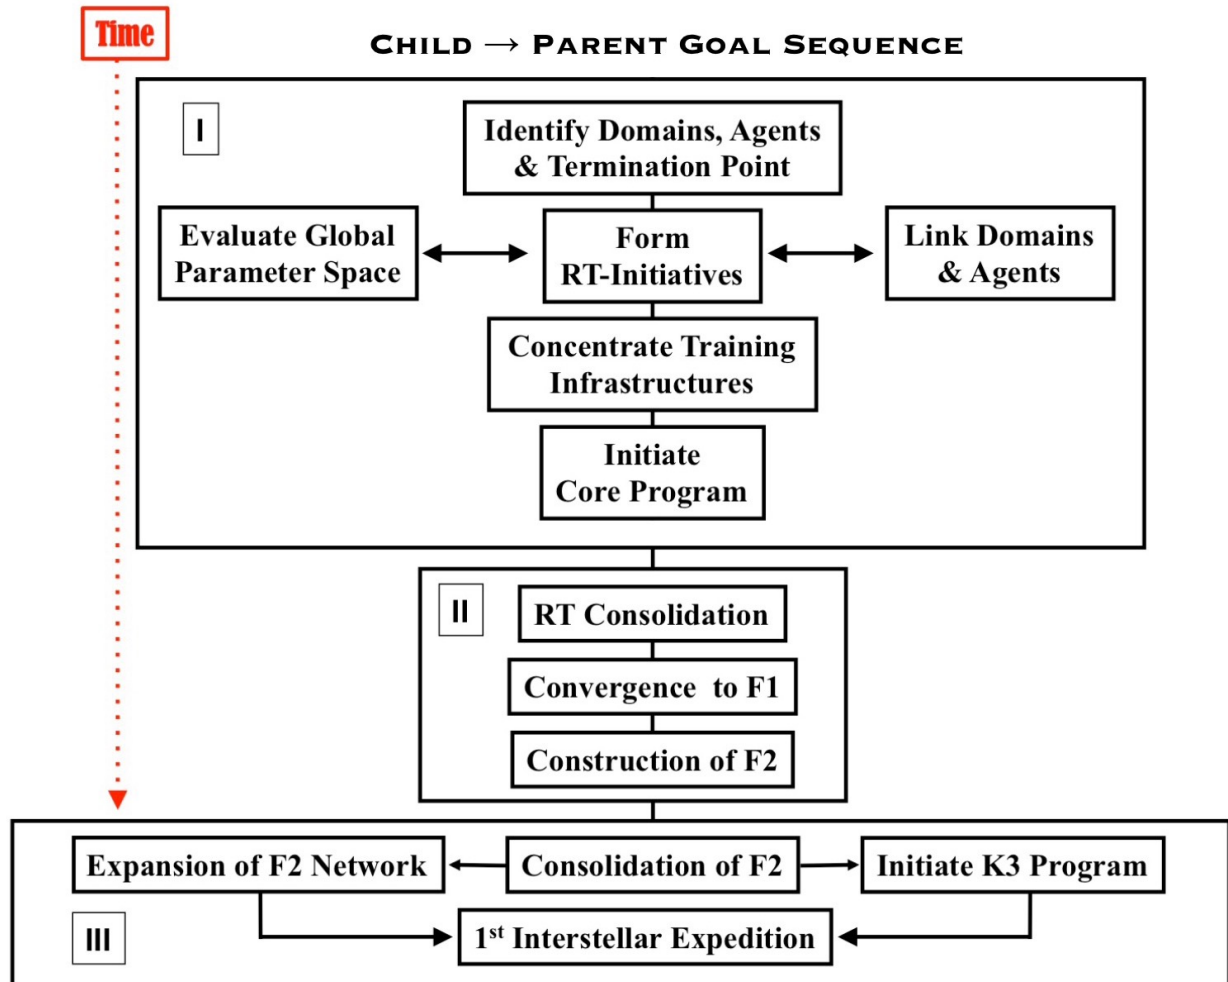 Time
CHILD → PARENT GOAL SEQUENCE
I
Identify Domains, Agents
& Termination Point
Evaluate Global
Parameter Space
Form
RT-Initiatives
Link Domains
& Agents
Concentrate Training
Infrastructures
Initiate
Core Program
II
RT Consolidation
Convergence to F1
Construction of F2
Expansion of F2 Network
Consolidation of F2
Initiate K3 Program
III
1st Interstellar Expedition